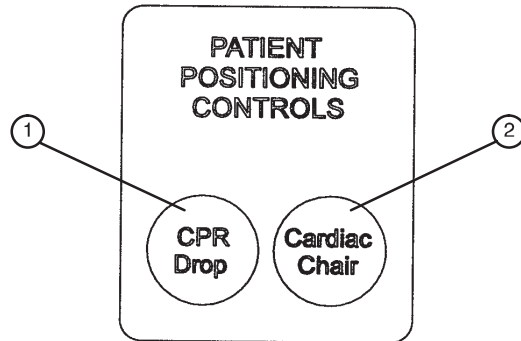 PATIENT
POSITIONING
CONTROLS
1
2
CPR
Drop
Cardiac
Chair